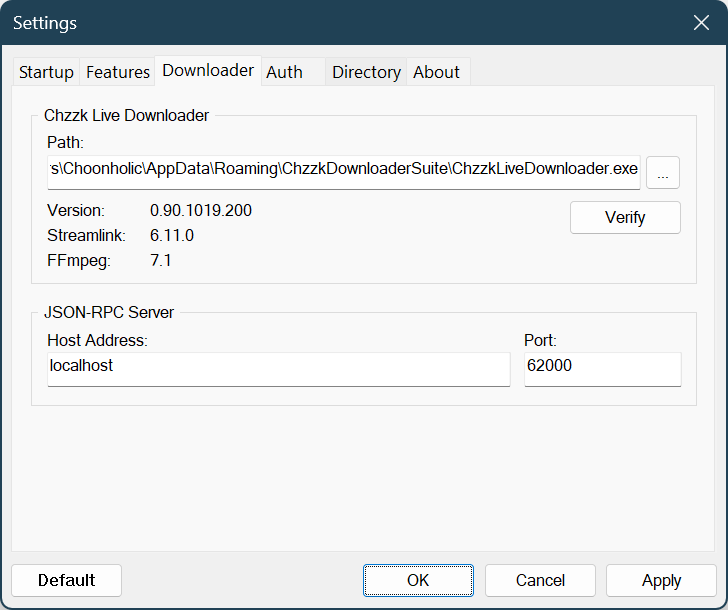 Settings
Startup Features Downloader Auth Directory About
Chzzk Live Downloader
Path:
s\Choonholic\AppData\Roaming\ChzzkDownloaderSuite\ChzzkLiveDownloader.exe ...
Version: 0.90.1019.200 Verify
Streamlink: 6.11.0
FFmpeg: 7.1
JSON-RPC Server
Host Address: Port:
localhost 62000
Default OK Cancel Apply